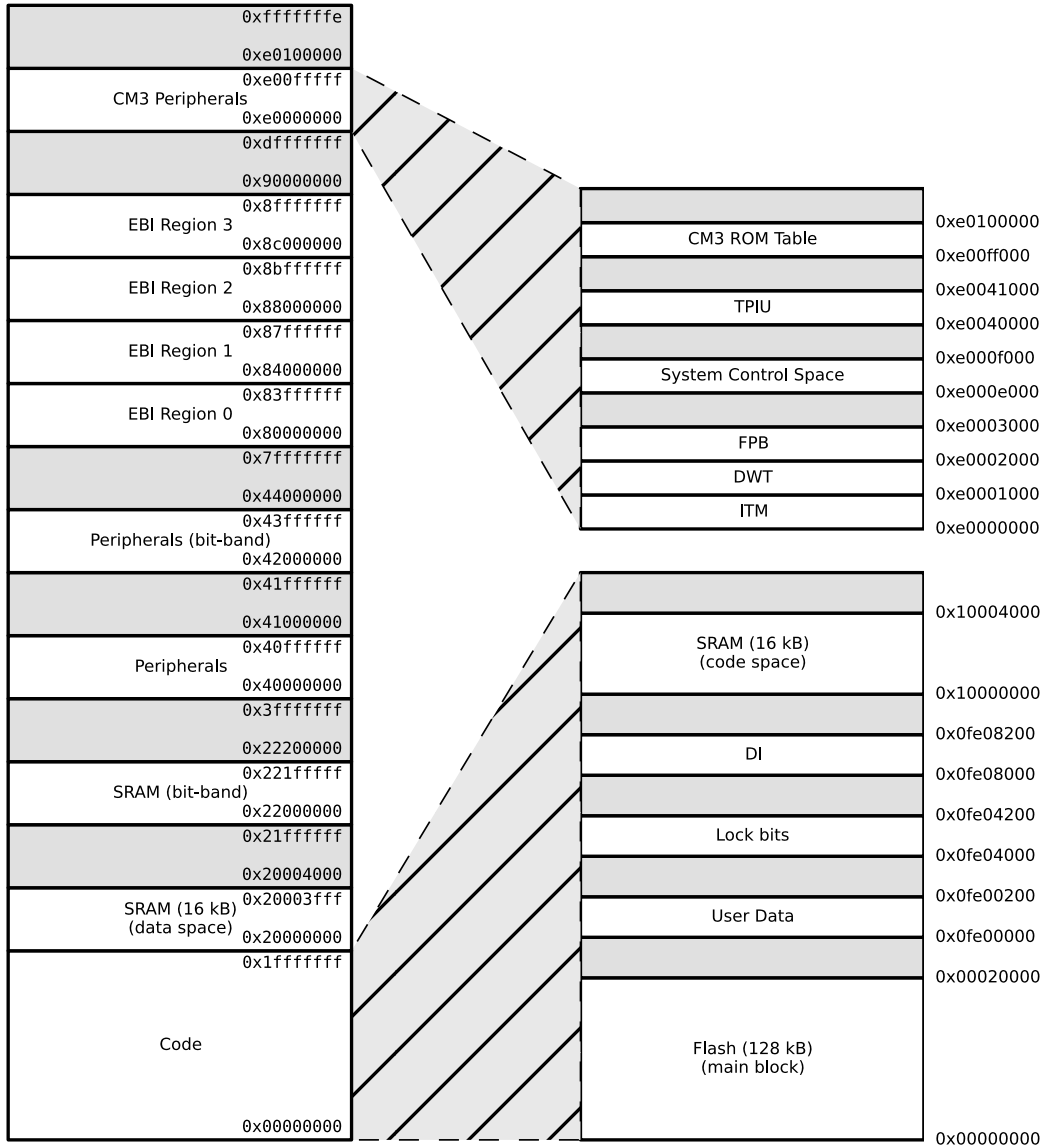 0xfffffffe
0xe0100000
0xe00fffff
CM3 Peripherals
0xe0000000
0xdfffffff
0x90000000
0x8fffffff
EBI Region 3
0x8c000000
0x8bffffff
EBI Region 2
0x88000000
0x87ffffff
EBI Region 1
0x84000000
0x83ffffff
EBI Region 0
0x80000000
0x7fffffff
0x44000000
0x43ffffff
Peripherals (bit-band)
0x42000000
0x41ffffff
0x41000000
0x40ffffff
Peripherals
0x40000000
0x3fffffff
0x22200000
0x221fffff
SRAM (bit-band)
0x22000000
0x21ffffff
0x20004000
0x20003fff
SRAM (16 kB)
(data space)
0x20000000
0x1fffffff
Code
0x00000000
0xe0100000
CM3 ROM Table
0xe00ff000
0xe0041000
TPIU
0xe0040000
0xe000f000
System Control Space
0xe000e000
0xe0003000
FPB
0xe0002000
DWT
0xe0001000
ITM
0xe0000000
0x10004000
SRAM (16 kB)
(code space)
0x10000000
0x0fe08200
DI
0x0fe08000
0x0fe04200
Lock bits
0x0fe04000
0x0fe00200
User Data
0x0fe00000
0x00020000
Flash (128 kB)
(main block)
0x00000000